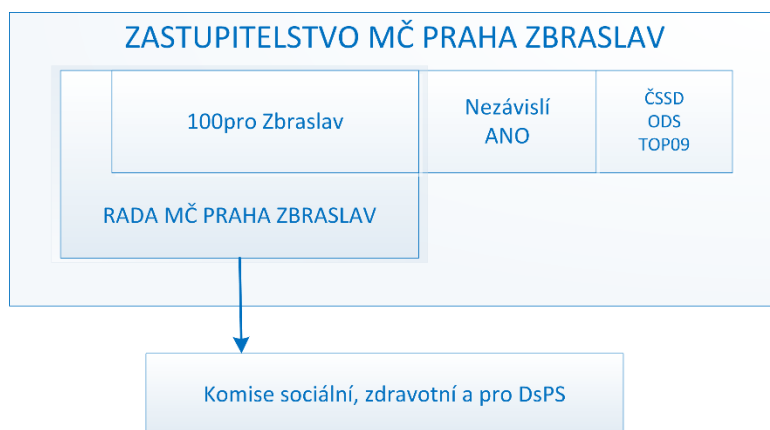 ZASTUPITELSTVO MČ PRAHA ZBRASLAV
100pro Zbraslav
Nezávislí
ANO
ČSSD
ODS
TOP09
RADA MČ PRAHA ZBRASLAV
Komise sociální, zdravotní a pro DsPS